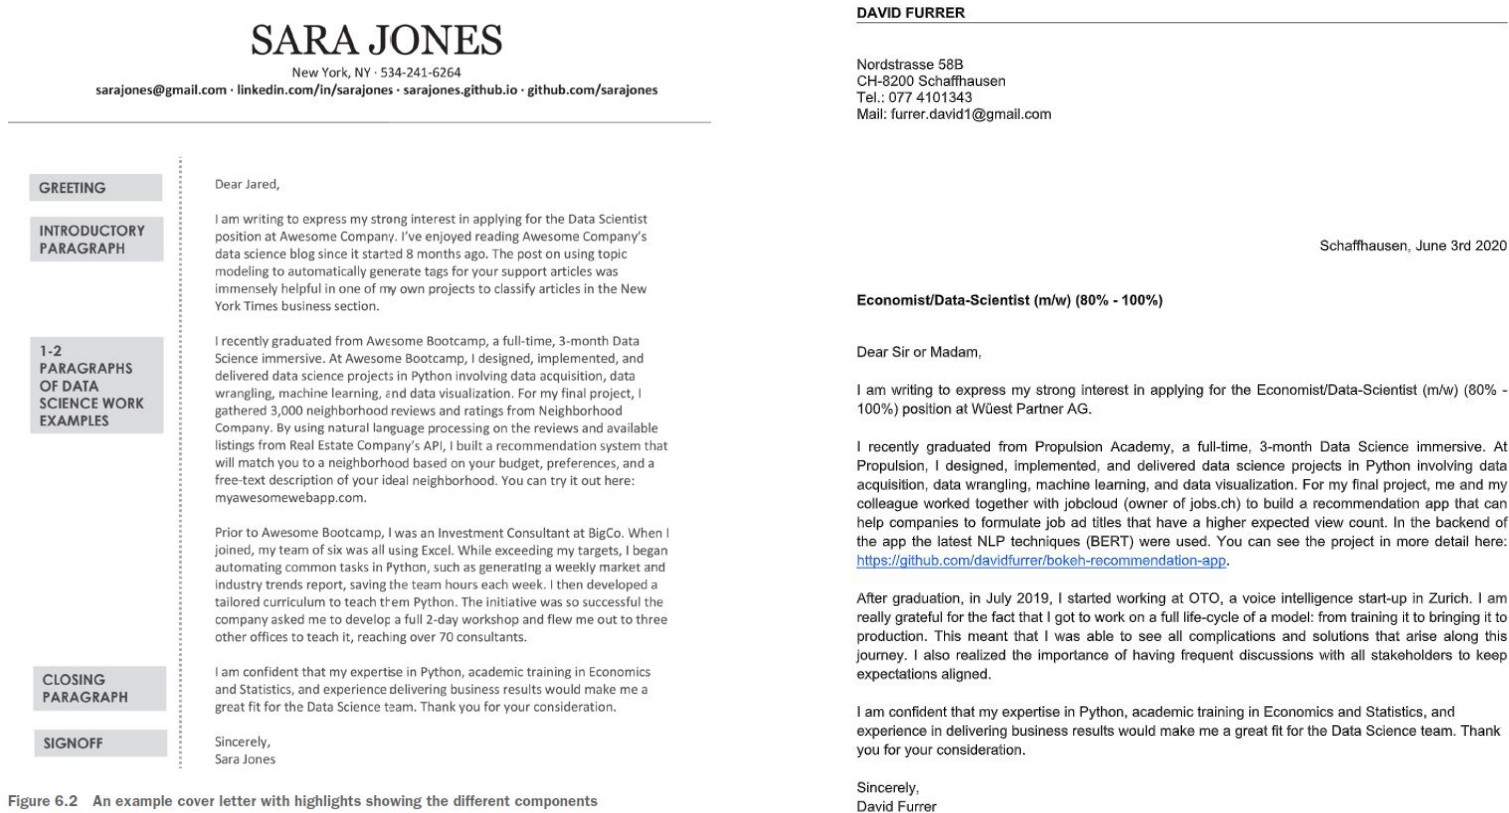 SARA JONES
New York, NY · 534-241-6264
sarajones@gmail.com · linkedin.com/in/sarajones · sarajones.github.io · github.com/sarajones
GREETING
Dear Jared,
INTRODUCTORY
PARAGRAPH
I am writing to express my strong interest in applying for the Data Scientist
position at Awesome Company. I've enjoyed reading Awesome Company's
data science blog since it started 8 months ago. The post on using topic
modeling to automatically generate tags for your support articles was
immensely helpful in one of my own projects to classify articles in the New
York Times business section.
1-2
PARAGRAPHS
OF DATA
SCIENCE WORK
EXAMPLES
I recently graduated from Awesome Bootcamp, a full-time, 3-month Data
Science immersive. At Awesome Bootcamp, I designed, implemented, and
delivered data science projects in Python involving data acquisition, data
wrangling, machine learning, and data visualization. For my final project, I
gathered 3,000 neighborhood reviews and ratings from Neighborhood
Company. By using natural language processing on the reviews and available
listings from Real Estate Company's API, I built a recommendation system that
will match you to a neighborhood based on your budget, preferences, and a
free-text description of your ideal neighborhood. You can try it out here:
myawesomewebapp.com.
Prior to Awesome Bootcamp, I was an Investment Consultant at BigCo. When I
joined, my team of six was all using Excel. While exceeding my targets, I began
automating common tasks in Python, such as generating a weekly market and
industry trends report, saving the team hours each week. I then developed a
tailored curriculum to teach them Python. The initiative was so successful the
company asked me to develop a full 2-day workshop and flew me out to three
other offices to teach it, reaching over 70 consultants.
CLOSING
PARAGRAPH
I am confident that my expertise in Python, academic training in Economics
and Statistics, and experience delivering business results would make me a
great fit for the Data Science team. Thank you for your consideration.
SIGNOFF
Sincerely,
Sara Jones
Figure 6.2 An example cover letter with highlights showing the different components
DAVID FURRER
Nordstrasse 58B
CH-8200 Schaffhausen
Tel.: 077 4101343
Mail: furrer.david1@gmail.com
Schaffhausen, June 3rd 2020
Economist/Data-Scientist (m/w) (80% - 100%)
Dear Sir or Madam,
I am writing to express my strong interest in applying for the Economist/Data-Scientist (m/w) (80% -
100%) position at Wüest Partner AG.
I recently graduated from Propulsion Academy, a full-time, 3-month Data Science immersive. At
Propulsion, I designed, implemented, and delivered data science projects in Python involving data
acquisition, data wrangling, machine learning, and data visualization. For my final project, me and my
colleague worked together with jobcloud (owner of jobs.ch) to build a recommendation app that can
help companies to formulate job ad titles that have a higher expected view count. In the backend of
the app the latest NLP techniques (BERT) were used. You can see the project in more detail here:
https://github.com/davidfurrer/bokeh-recommendation-app.
After graduation, in July 2019, I started working at OTO, a voice intelligence start-up in Zurich. I am
really grateful for the fact that I got to work on a full life-cycle of a model: from training it to bringing it to
production. This meant that I was able to see all complications and solutions that arise along this
journey. I also realized the importance of having frequent discussions with all stakeholders to keep
expectations aligned.
I am confident that my expertise in Python, academic training in Economics and Statistics, and
experience in delivering business results would make me a great fit for the Data Science team. Thank
you for your consideration.
Sincerely,
David Furrer